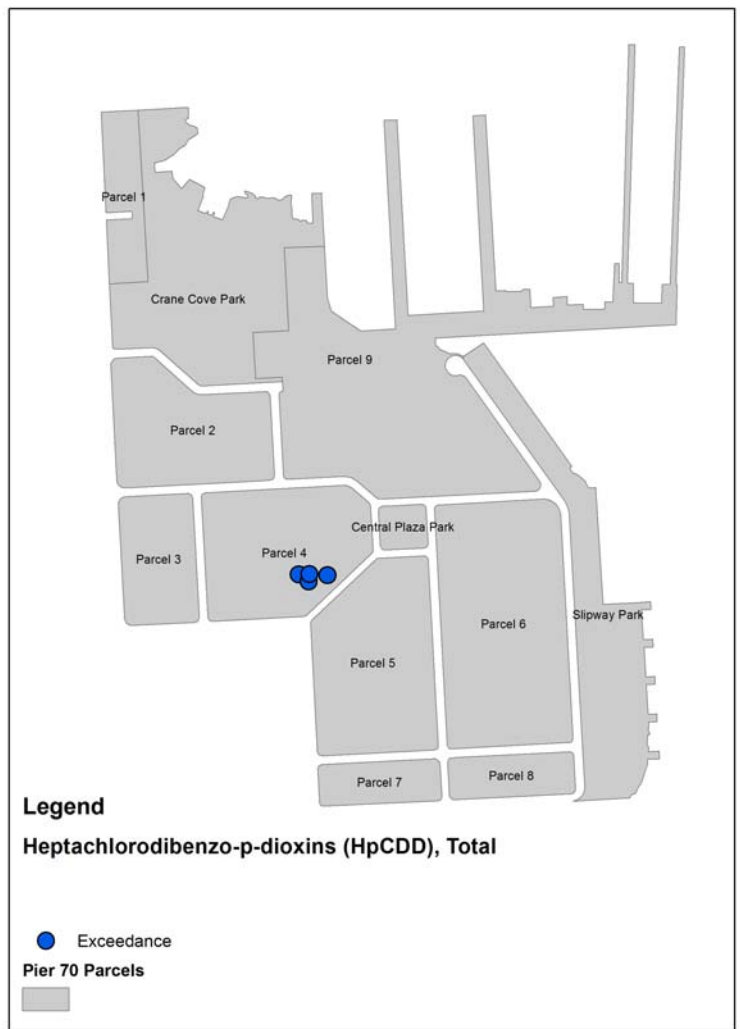 Parcel 1
Crane Cove Park
Parcel 9
Parcel 2
Central Plaza Park
Parcel 4
Parcel 3
Slipway Park
Parcel 6
Parcel 5
Parcel 7
Parcel 8
Legend
Heptachlorodibenzo-p-dioxins (HpCDD), Total
Exceedance
Pier 70 Parcels